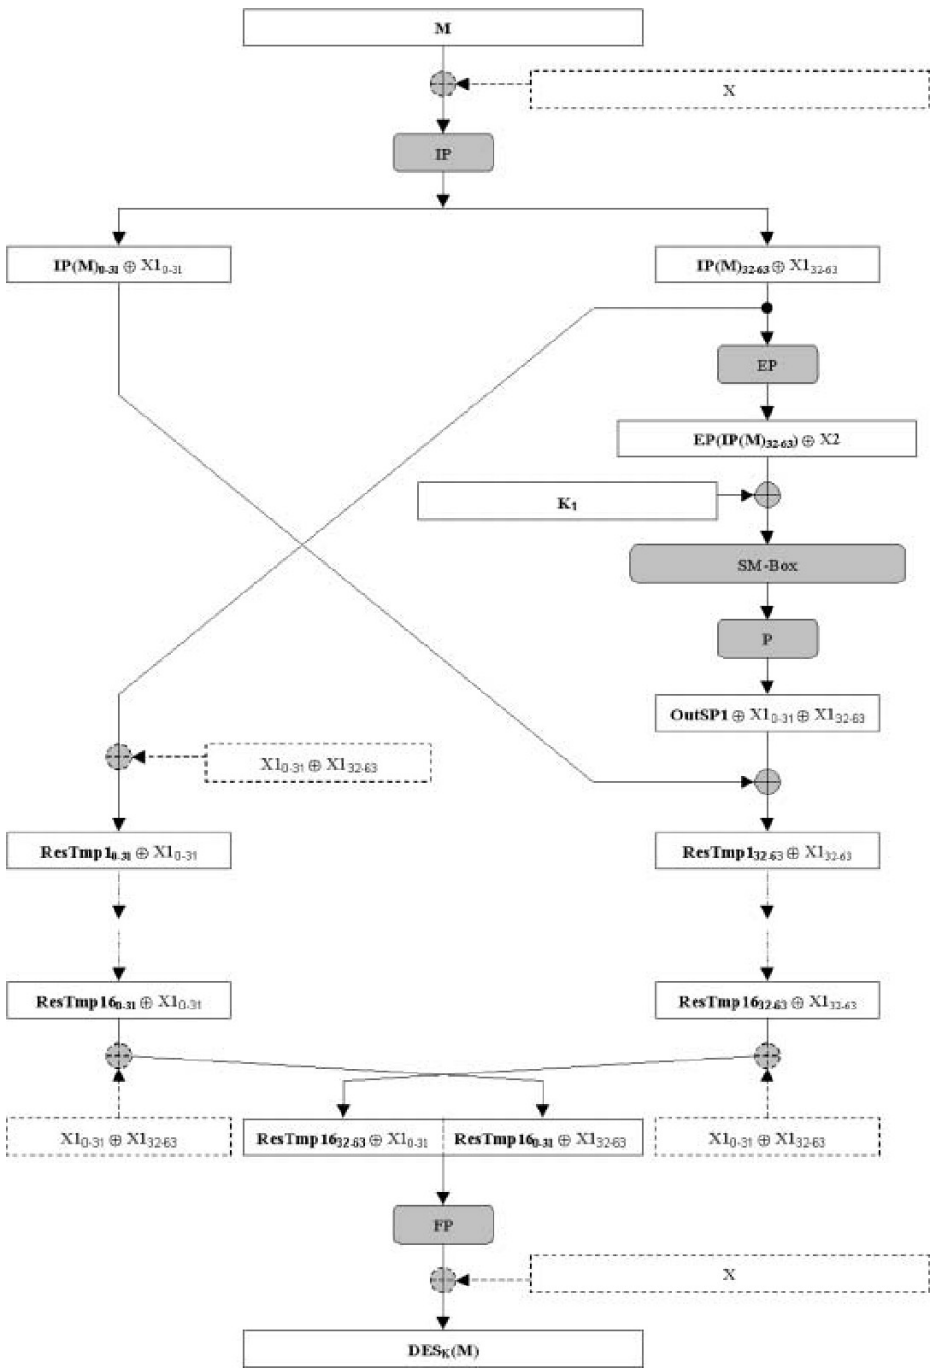 M
X
IP
IP(M)0-31 ⊕ X10-31
IP(M)32-63 ⊕ X132-63
EP
EP(IP(M)32-63) ⊕ X2
K1
SM-Box
P
OutSP1 ⊕ X10-31 ⊕ X132-63
X10-31 ⊕ X132-63
ResTmp10-31 ⊕ X10-31
ResTmp132-63 ⊕ X132-63
ResTmp160-31 ⊕ X10-31
ResTmp1632-63 ⊕ X132-63
X10-31 ⊕ X132-63
ResTmp1632-63 ⊕ X10-31
ResTmp160-31 ⊕ X132-63
X10-31 ⊕ X132-63
FP
X
DESK(M)